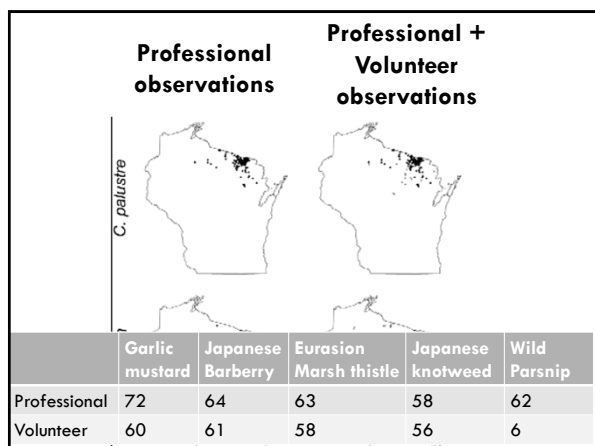 Professional
observations
Professional +
Volunteer
observations
C. palustre
Garlic mustard Japanese Barberry Eurasion Marsh thistle Japanese knotweed Wild Parsnip
Professional 72 64 63 58 62
Volunteer 60 61 58 56 6